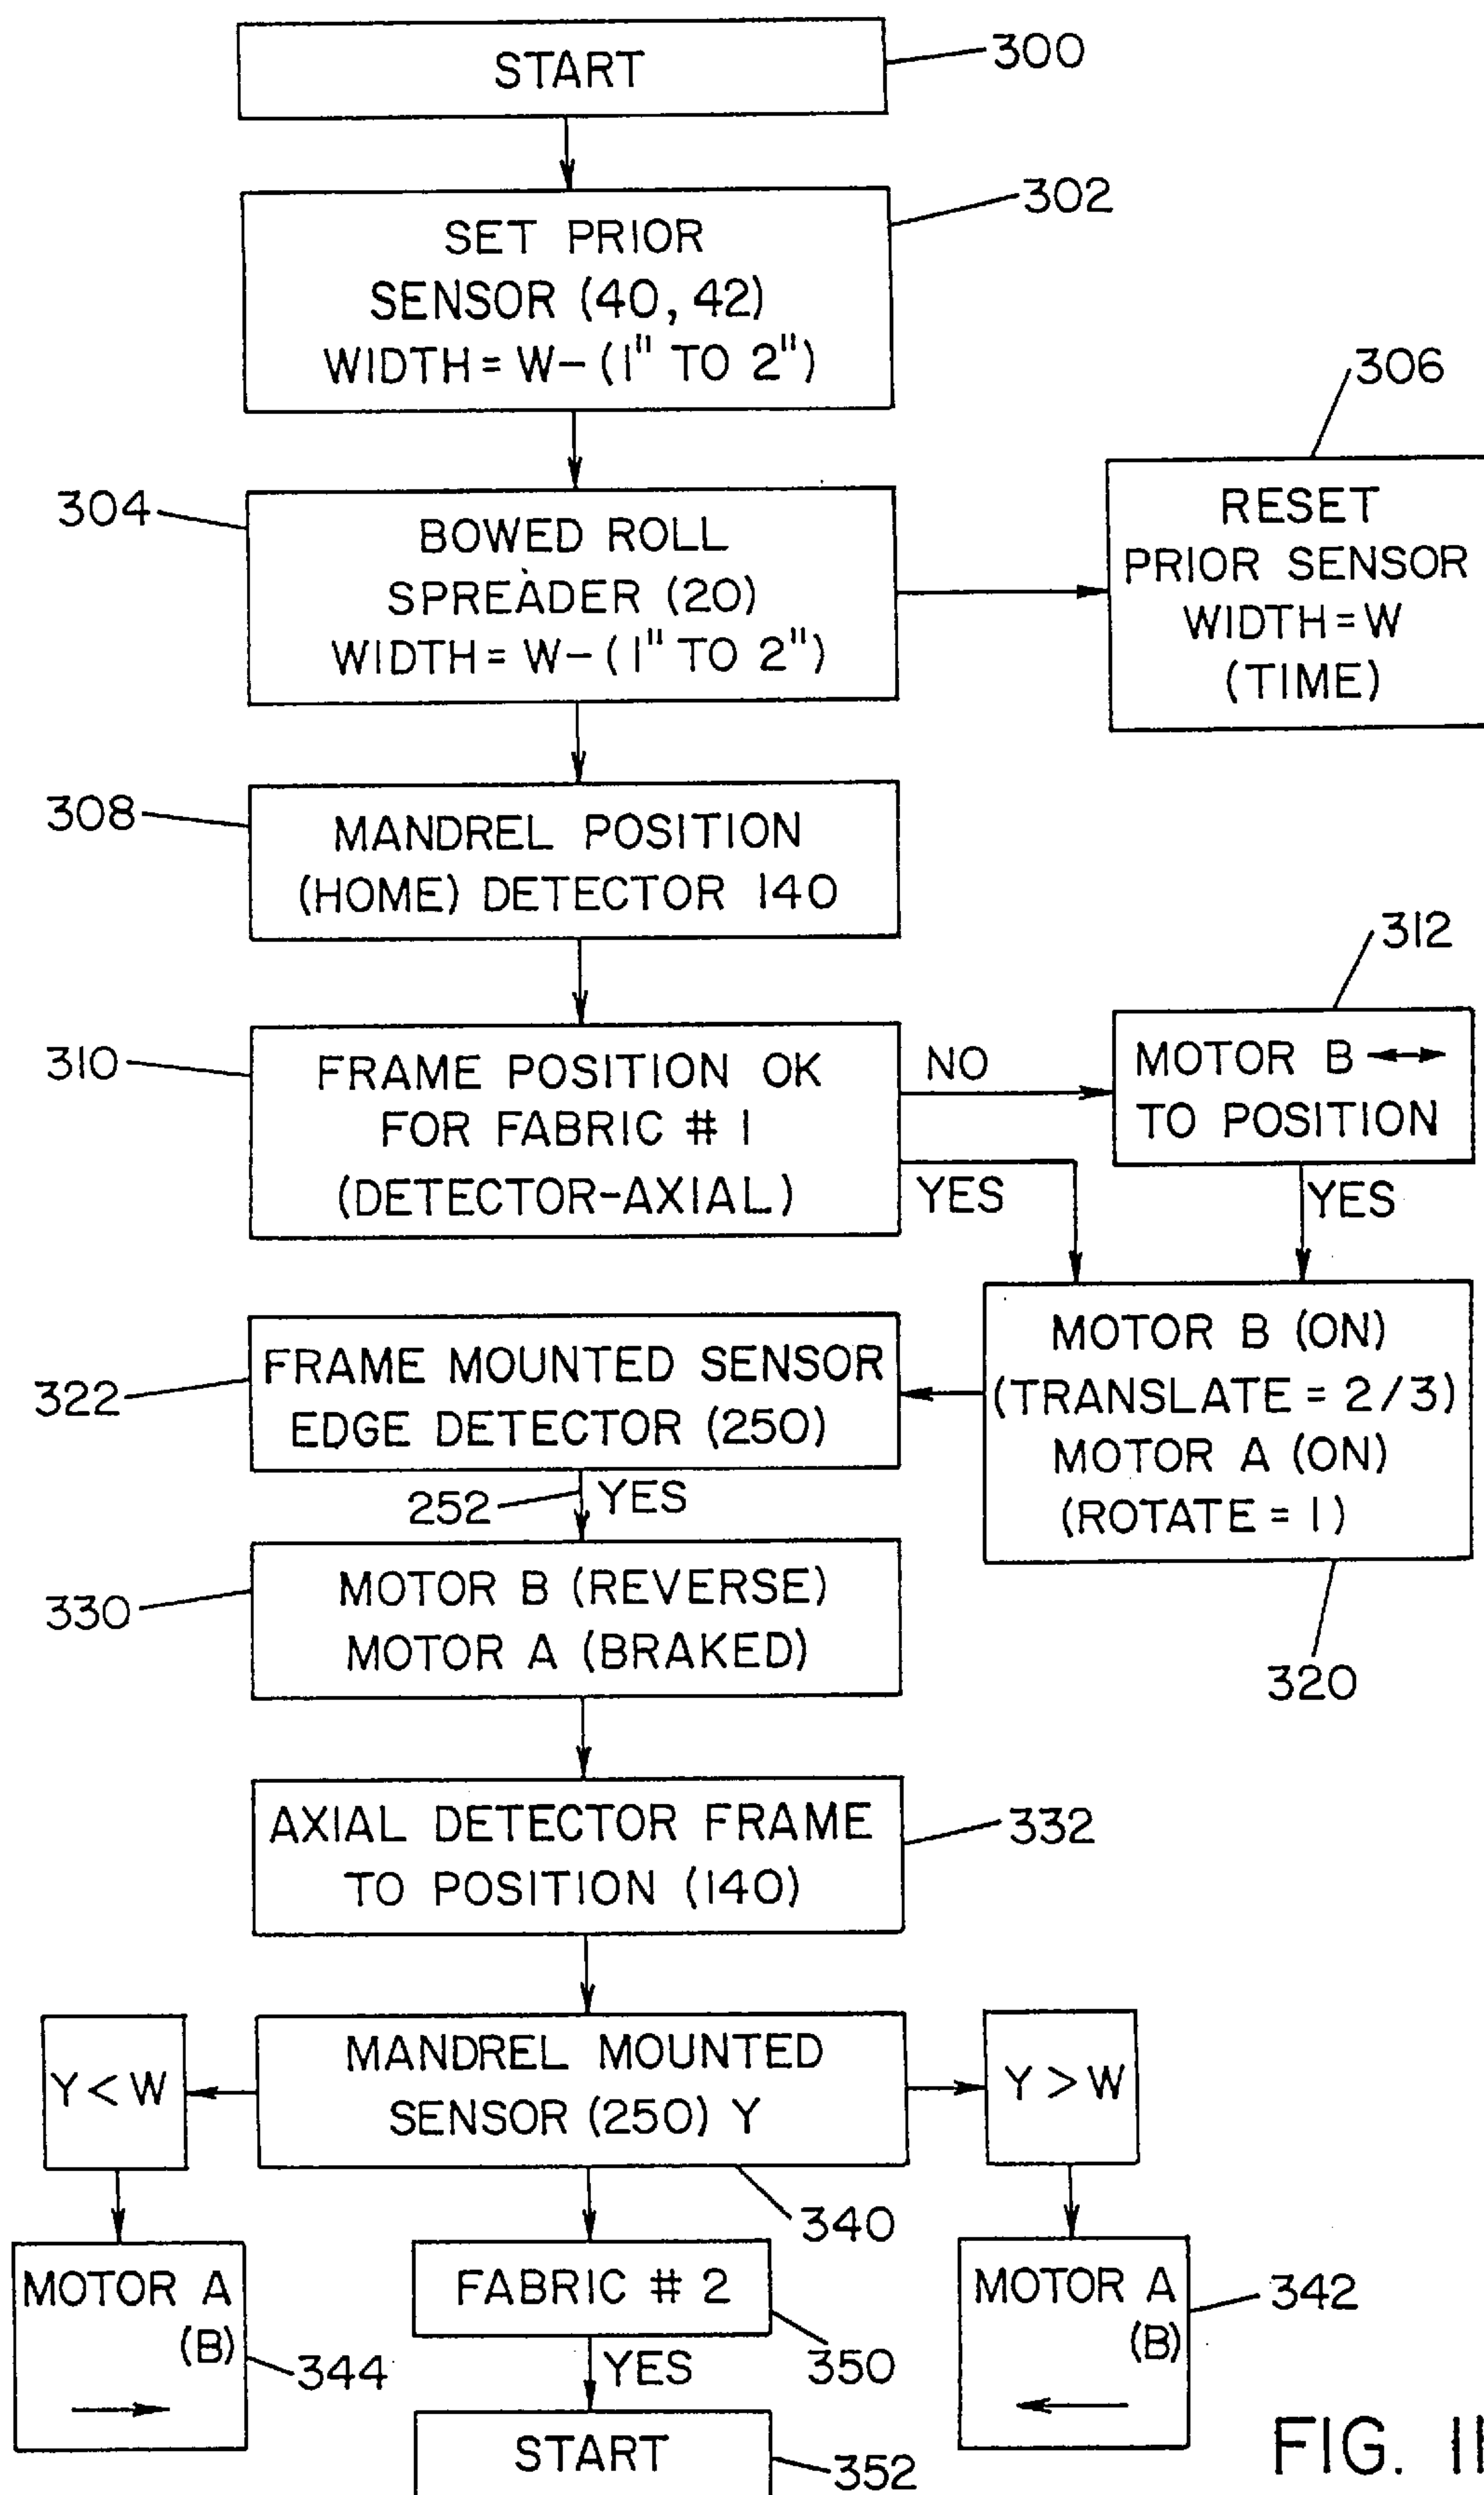 START
300
SET PRIOR
SENSOR (40, 42)
WIDTH = W-(1" TO 2")
302
304
BOWED ROLL
SPREADER (20)
WIDTH = W-(1" TO 2")
306
RESET
PRIOR SENSOR
WIDTH = W
(TIME)
308
MANDREL POSITION
(HOME) DETECTOR 140
310
FRAME POSITION OK
FOR FABRIC # 1
(DETECTOR-AXIAL)
NO
YES
312
MOTOR B ↔
TO POSITION
YES
MOTOR B (ON)
(TRANSLATE = 2/3)
MOTOR A (ON)
(ROTATE = 1)
320
322
FRAME MOUNTED SENSOR
EDGE DETECTOR (250)
252
YES
330
MOTOR B (REVERSE)
MOTOR A (BRAKED)
AXIAL DETECTOR FRAME
TO POSITION (140)
332
Y < W
MANDREL MOUNTED
SENSOR (250) Y
Y > W
340
MOTOR A
(B)
344
FABRIC # 2
350
YES
START
352
MOTOR A
(B)
342
FIG. 11